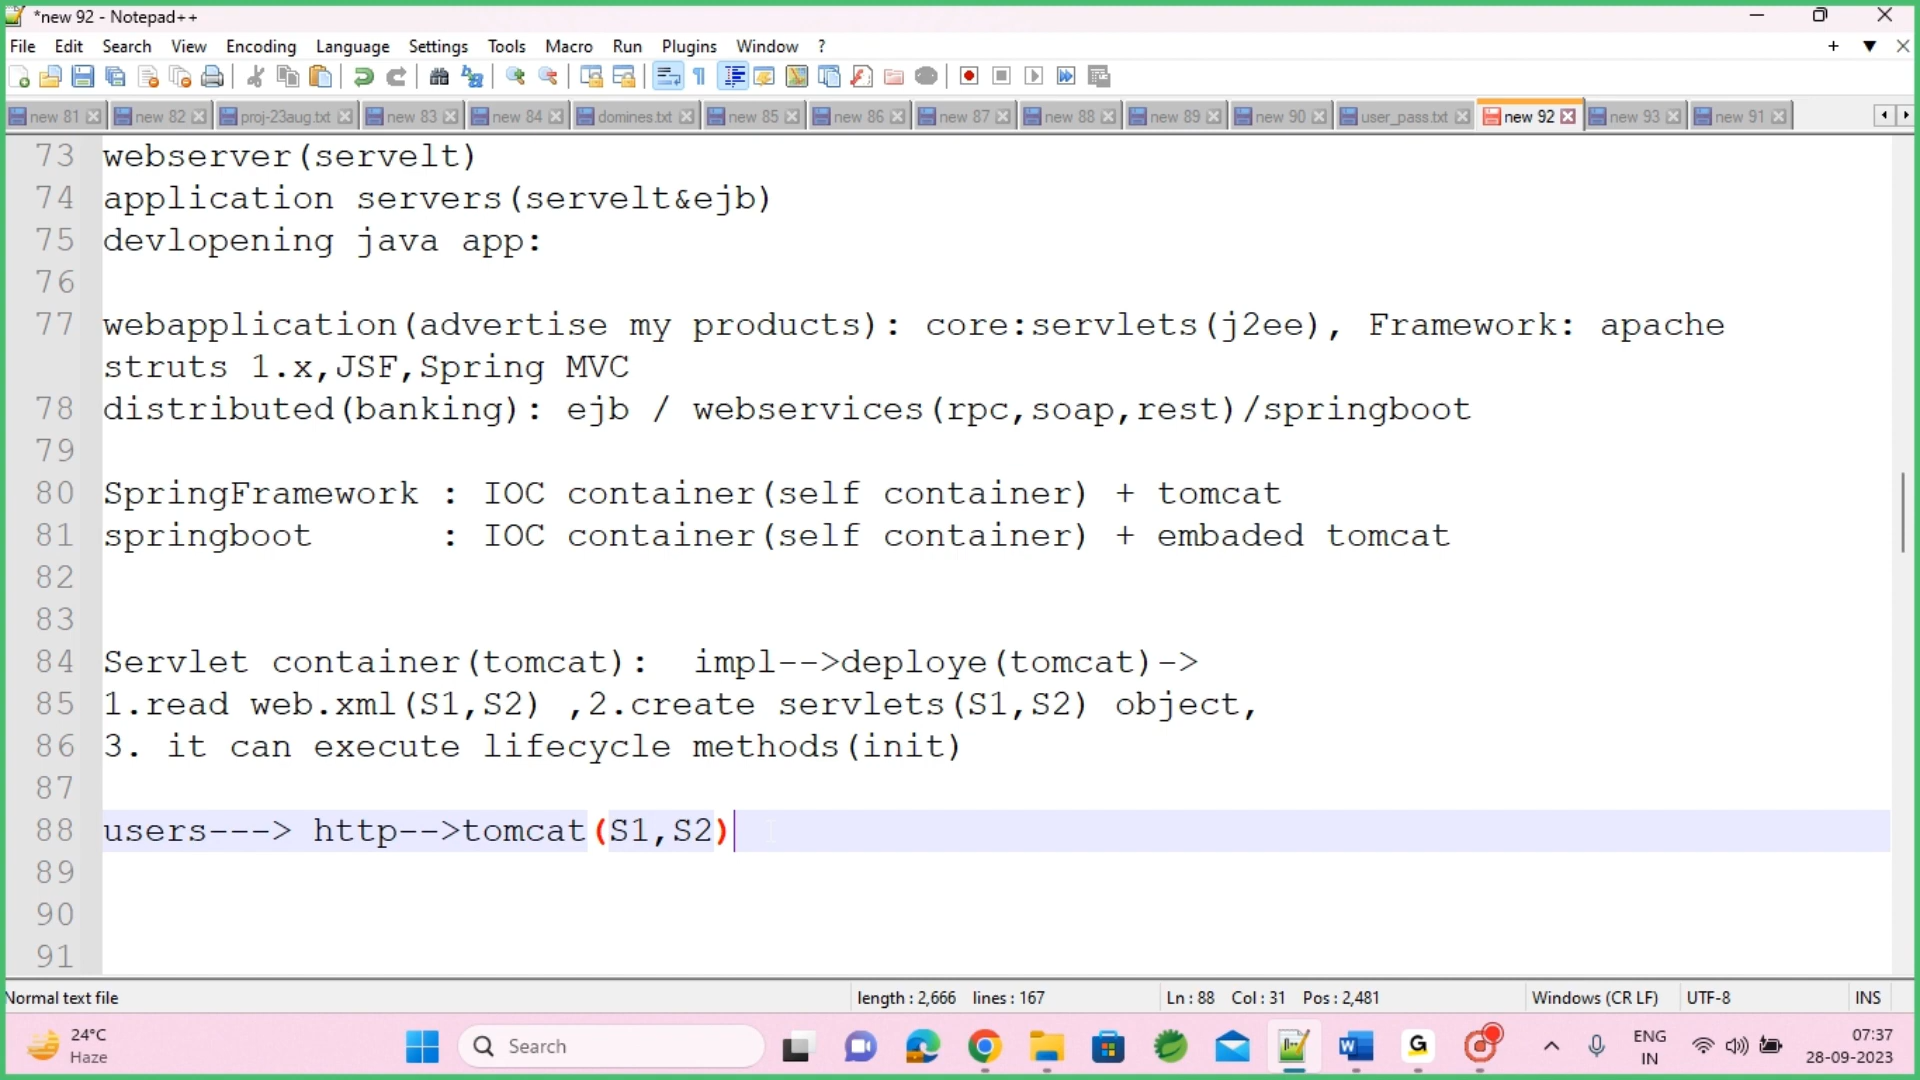 *new 92 - Notepad++
File Edit Search View Encoding Language Settings Tools Macro Run Plugins Window ?
new 81 new 82 proj-23aug.txt new 83 new 84 domines.txt new 85 new 86 new 87 new 88 new 89 new 90 user_pass.txt new 92 new 93 new 91
73 webserver(servelt)
74 application servers(servelt&ejb)
75 devlopening java app:
76
77 webapplication(advertise my products): core:servlets(j2ee), Framework: apache
struts 1.x,JSF,Spring MVC
78 distributed(banking): ejb / webservices(rpc,soap,rest)/springboot
79
80 SpringFramework : IOC container(self container) + tomcat
81 springboot : IOC container(self container) + embaded tomcat
82
83
84 Servlet container(tomcat): impl-->deploye(tomcat)->
85 1.read web.xml(S1,S2) ,2.create servlets(S1,S2) object,
86 3. it can execute lifecycle methods(init)
87
88 users---> http-->tomcat(S1,S2)
89
90
91
Normal text file length : 2,666 lines : 167 Ln : 88 Col : 31 Pos : 2,481 Windows (CR LF) UTF-8 INS
24°C
Haze
Search
ENG
IN
07:37
28-09-2023